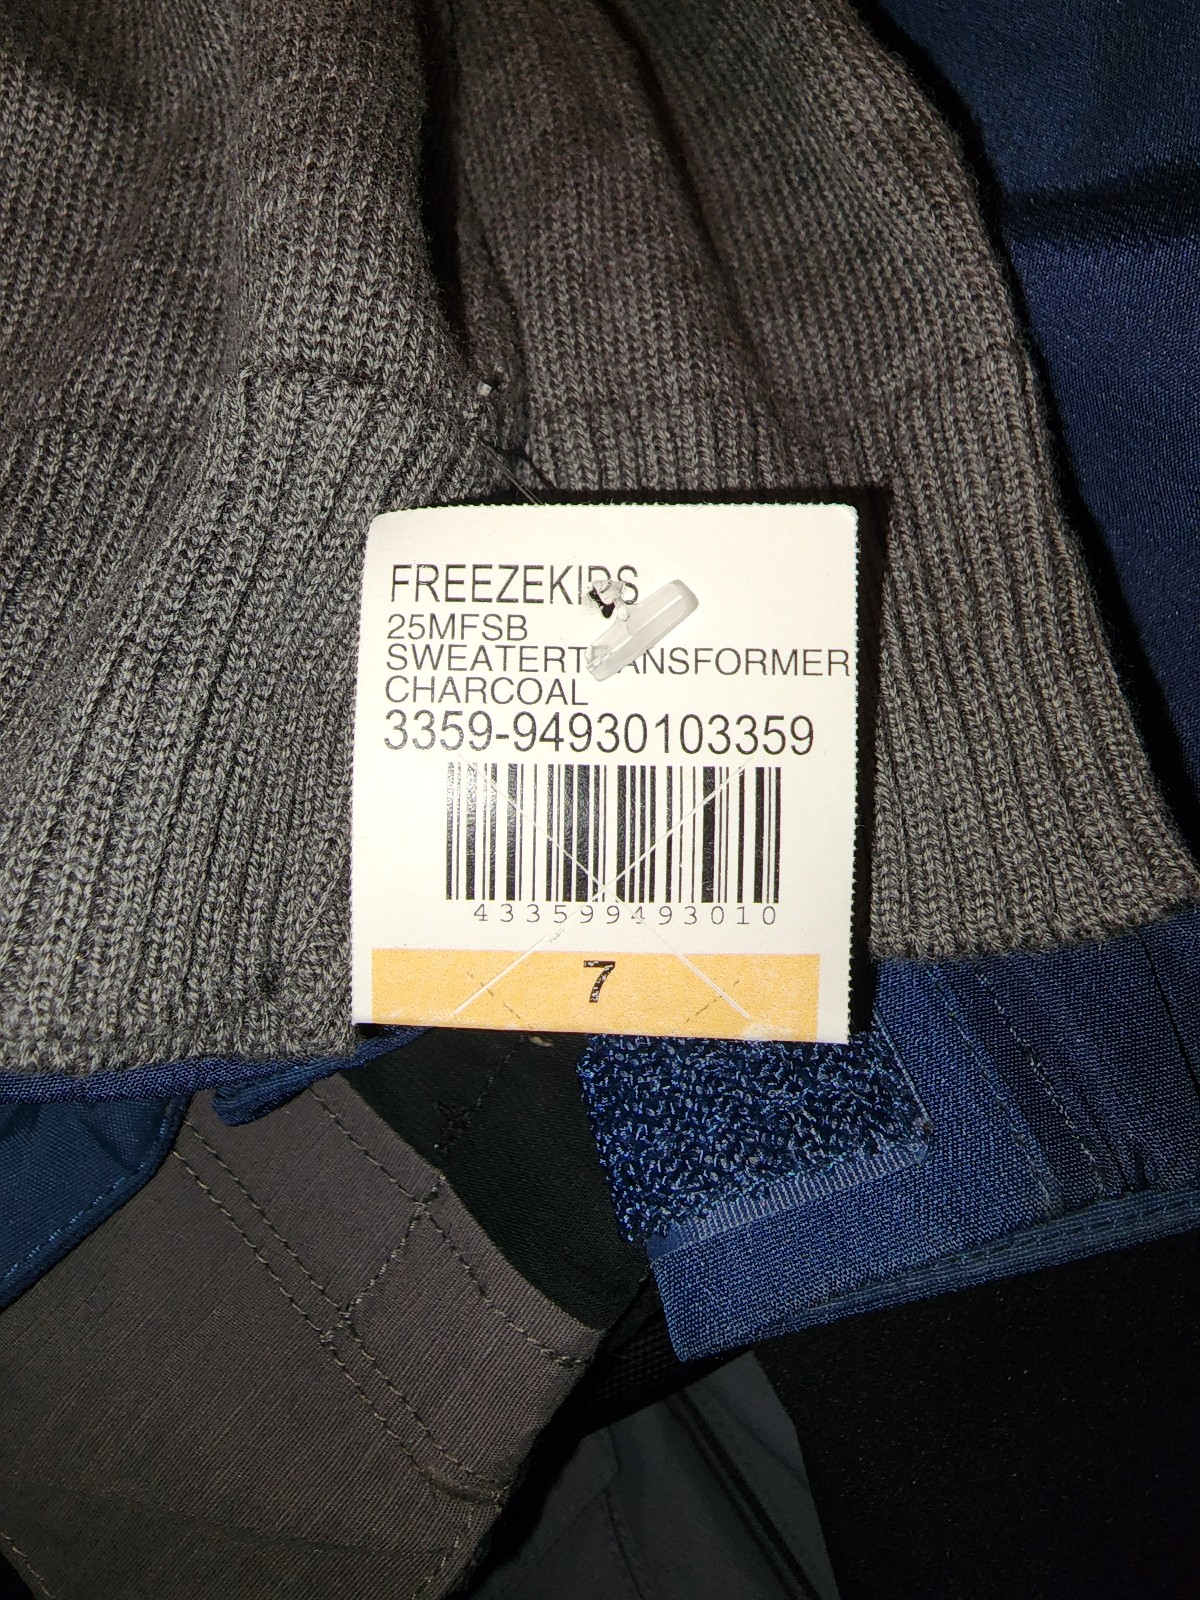 FREEZEKIDS
25MFSB
SWEATERTRANSFORMER
CHARCOAL
3359-94930103359
433599493010
7